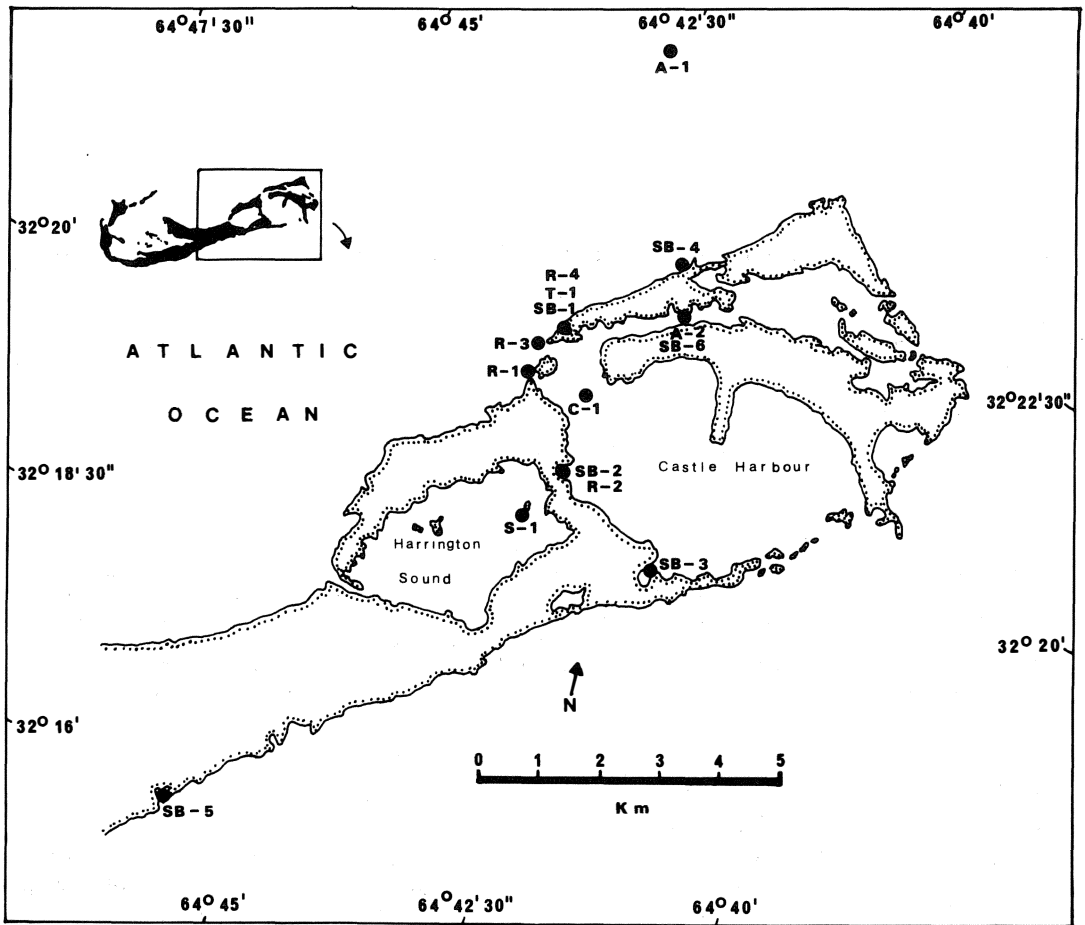 64° 47' 30"
64° 45'
64° 42' 30"
64° 40'
A-1
32° 20'
SB-4
R-4
T-1
SB-1
A-2
SB-6
R-3
R-1
ATLANTIC
OCEAN
C-1
32° 22' 30"
32° 18' 30"
SB-2
R-2
Castle Harbour
S-1
Harrington
Sound
SB-3
32° 20'
N
32° 16'
0 1 2 3 4 5
Km
SB-5
64° 45'
64° 42' 30"
64° 40'